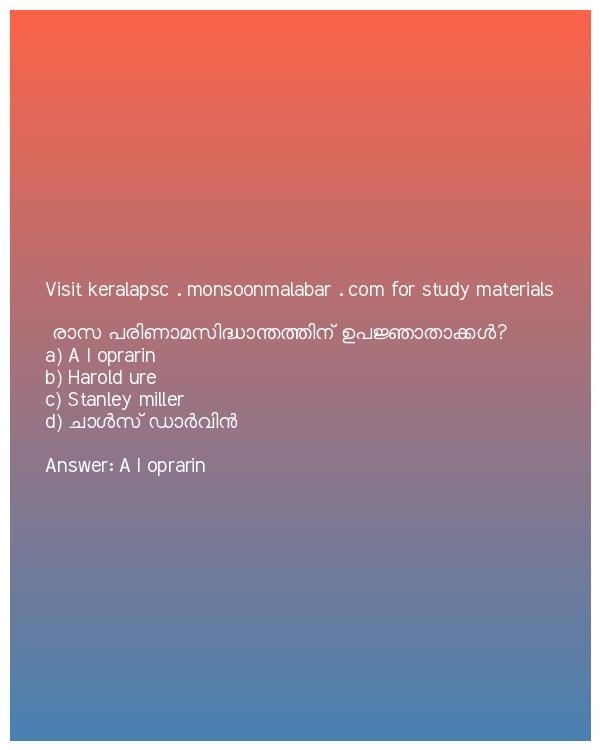 Visit keralapsc . monsoonmalabar . com for study materials
രാസ പരിണാമസിദ്ധാന്തത്തിന് ഉപജ്ഞാതാക്കൾ?
a) A I oprarin
b) Harold ure
c) Stanley miller
d) ചാൾസ് ഡാർവിൻ
Answer: A I oprarin